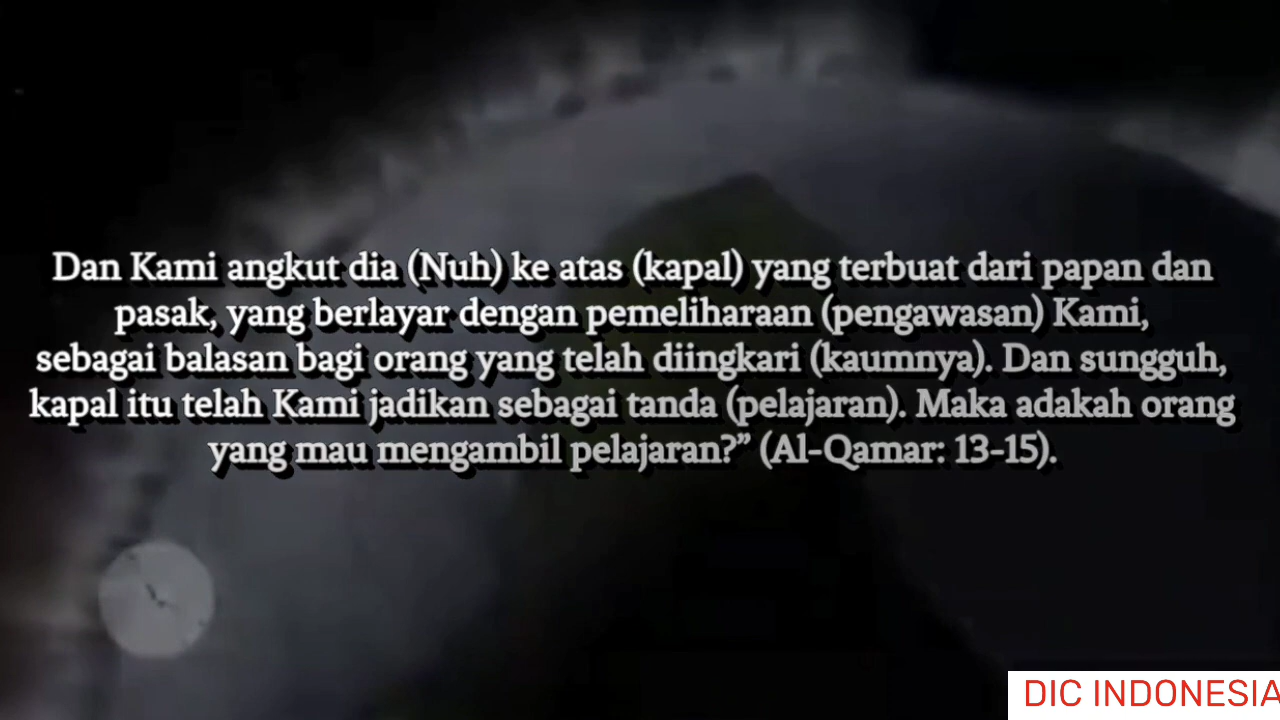 Dan Kami angkut dia (Nuh) ke atas (kapal) yang terbuat dari papan dan
pasak, yang berlayar dengan pemeliharaan (pengawasan) Kami,
sebagai balasan bagi orang yang telah diingkari (kaumnya). Dan sungguh,
kapal itu telah Kami jadikan sebagai tanda (pelajaran). Maka adakah orang
yang mau mengambil pelajaran?” (Al-Qamar: 13-15).
DIC INDONESIA